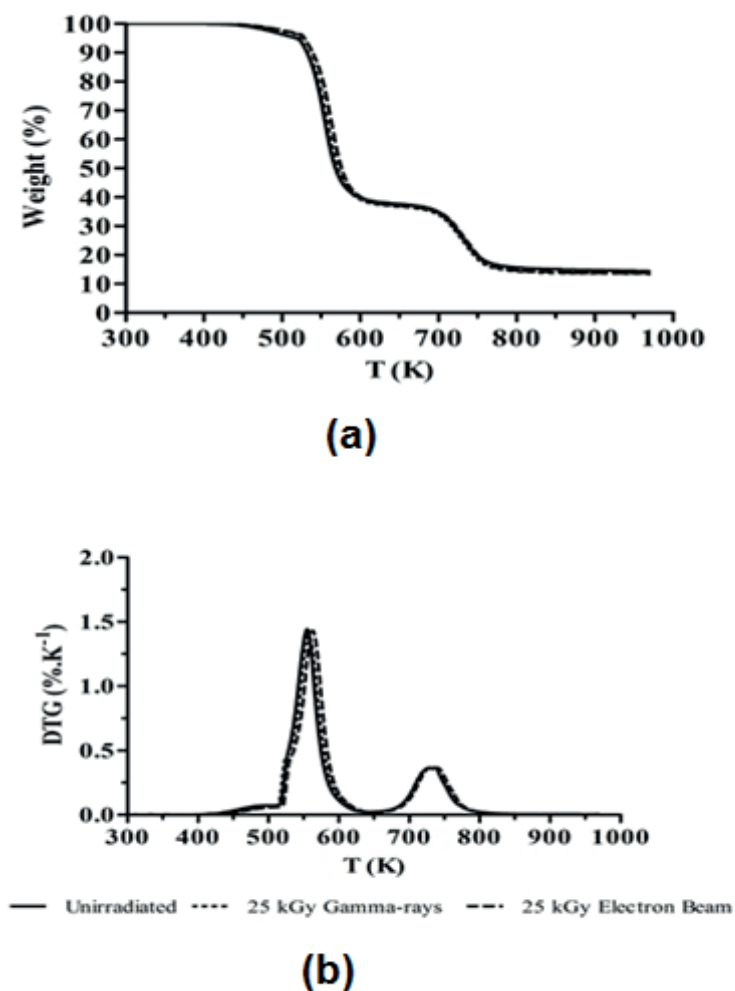 100
90
80
70
60
50
40
30
20
10
0
Weight (%)
300 400 500 600 700 800 900 1000
T (K)
(a)
2.0
1.5
1.0
0.5
0.0
DTG (%.K⁻¹)
300 400 500 600 700 800 900 1000
T (K)
Unirradiated 25 kGy Gamma-rays 25 kGy Electron Beam
(b)